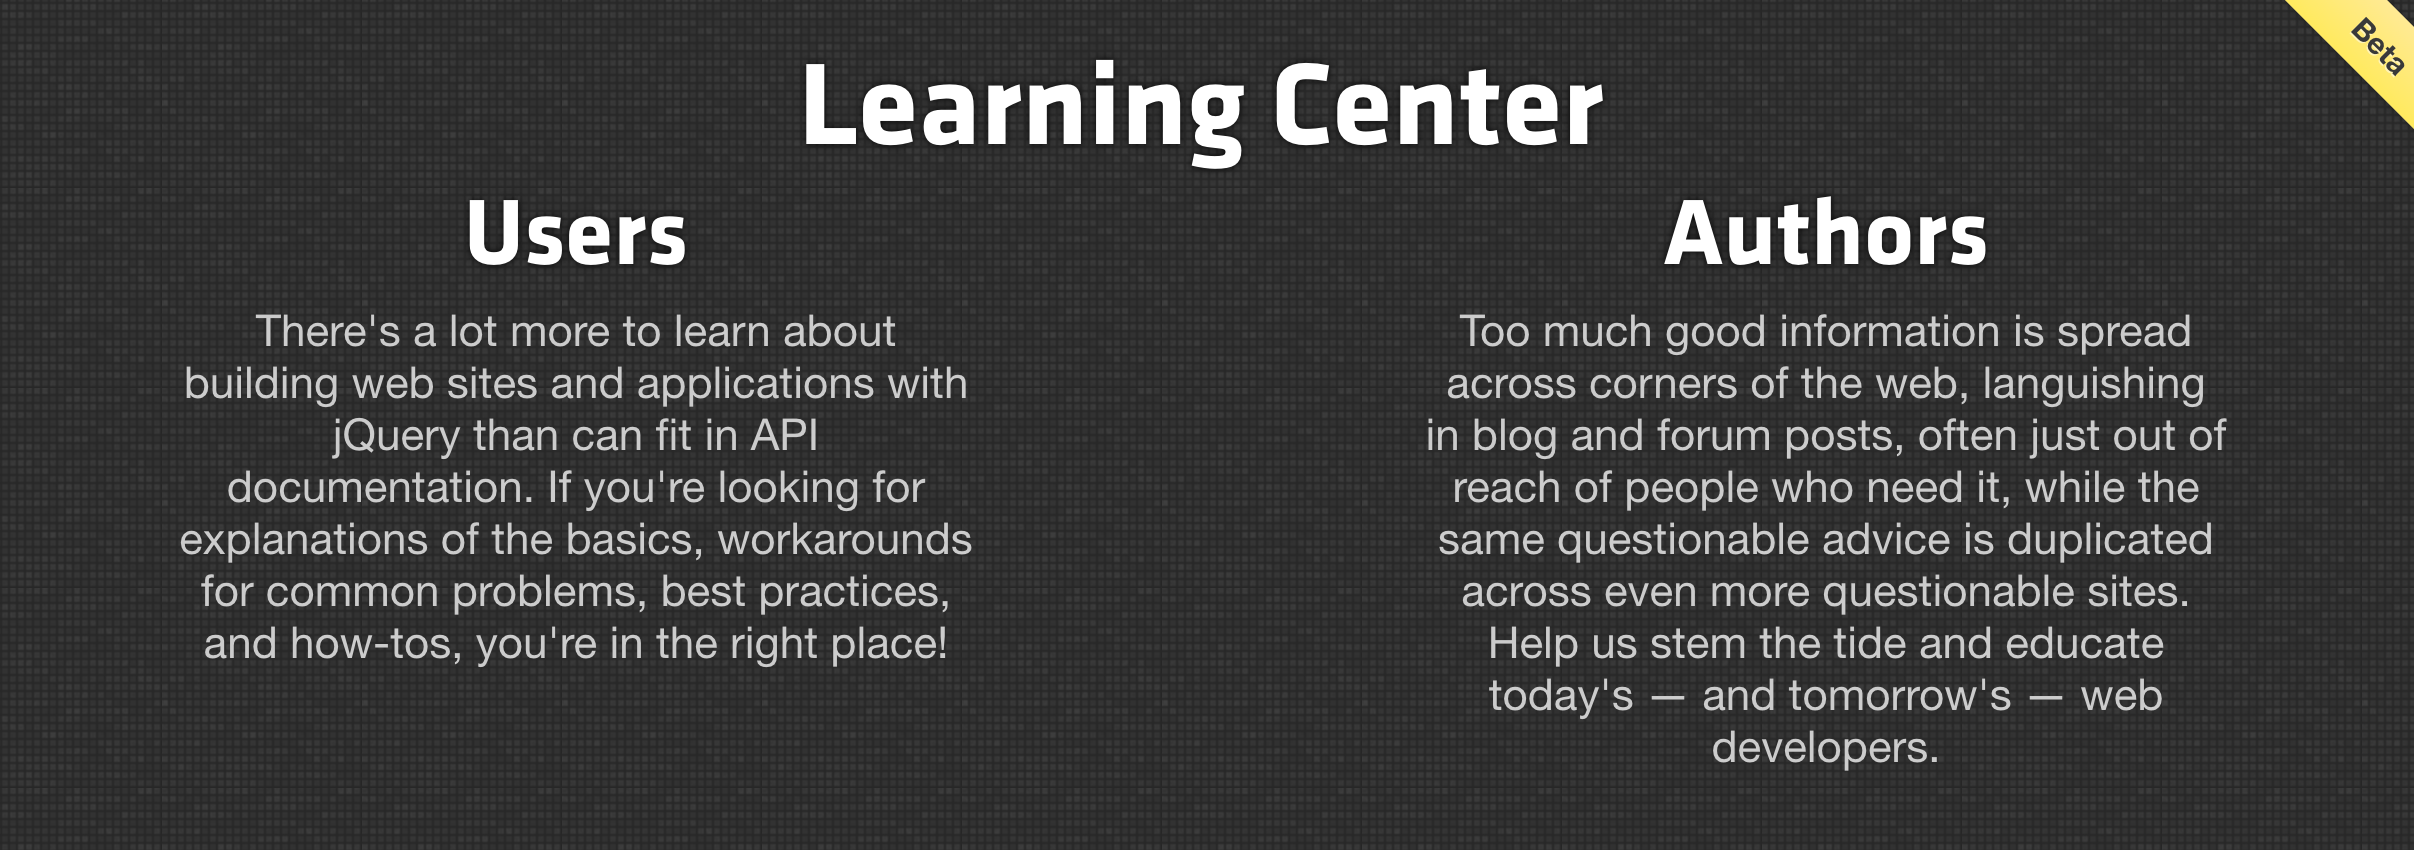 Beta
Learning Center
Users
There's a lot more to learn about
building web sites and applications with
jQuery than can fit in API
documentation. If you're looking for
explanations of the basics, workarounds
for common problems, best practices,
and how-tos, you're in the right place!
Authors
Too much good information is spread
across corners of the web, languishing
in blog and forum posts, often just out of
reach of people who need it, while the
same questionable advice is duplicated
across even more questionable sites.
Help us stem the tide and educate
today's — and tomorrow's — web
developers.